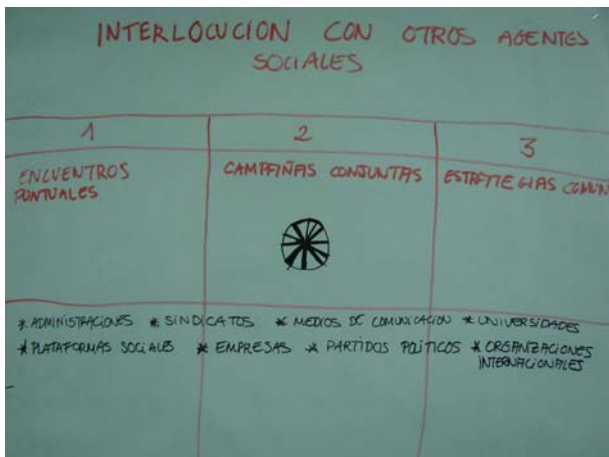 INTERLOCUCION CON OTROS AGENTES
SOCIALES
1
2
3
ENCUENTROS
PUNTUALES
CAMPAÑAS CONJUNTAS
ESTRATEGIAS COMUN
* ADMINISTRACIONES * SINDICATOS * MEDIOS DE COMUNICACION * UNIVERSIDADES
* PLATAFORMAS SOCIALES * EMPRESAS * PARTIDOS POLITICOS * ORGANIZACIONES
INTERNACIONALES